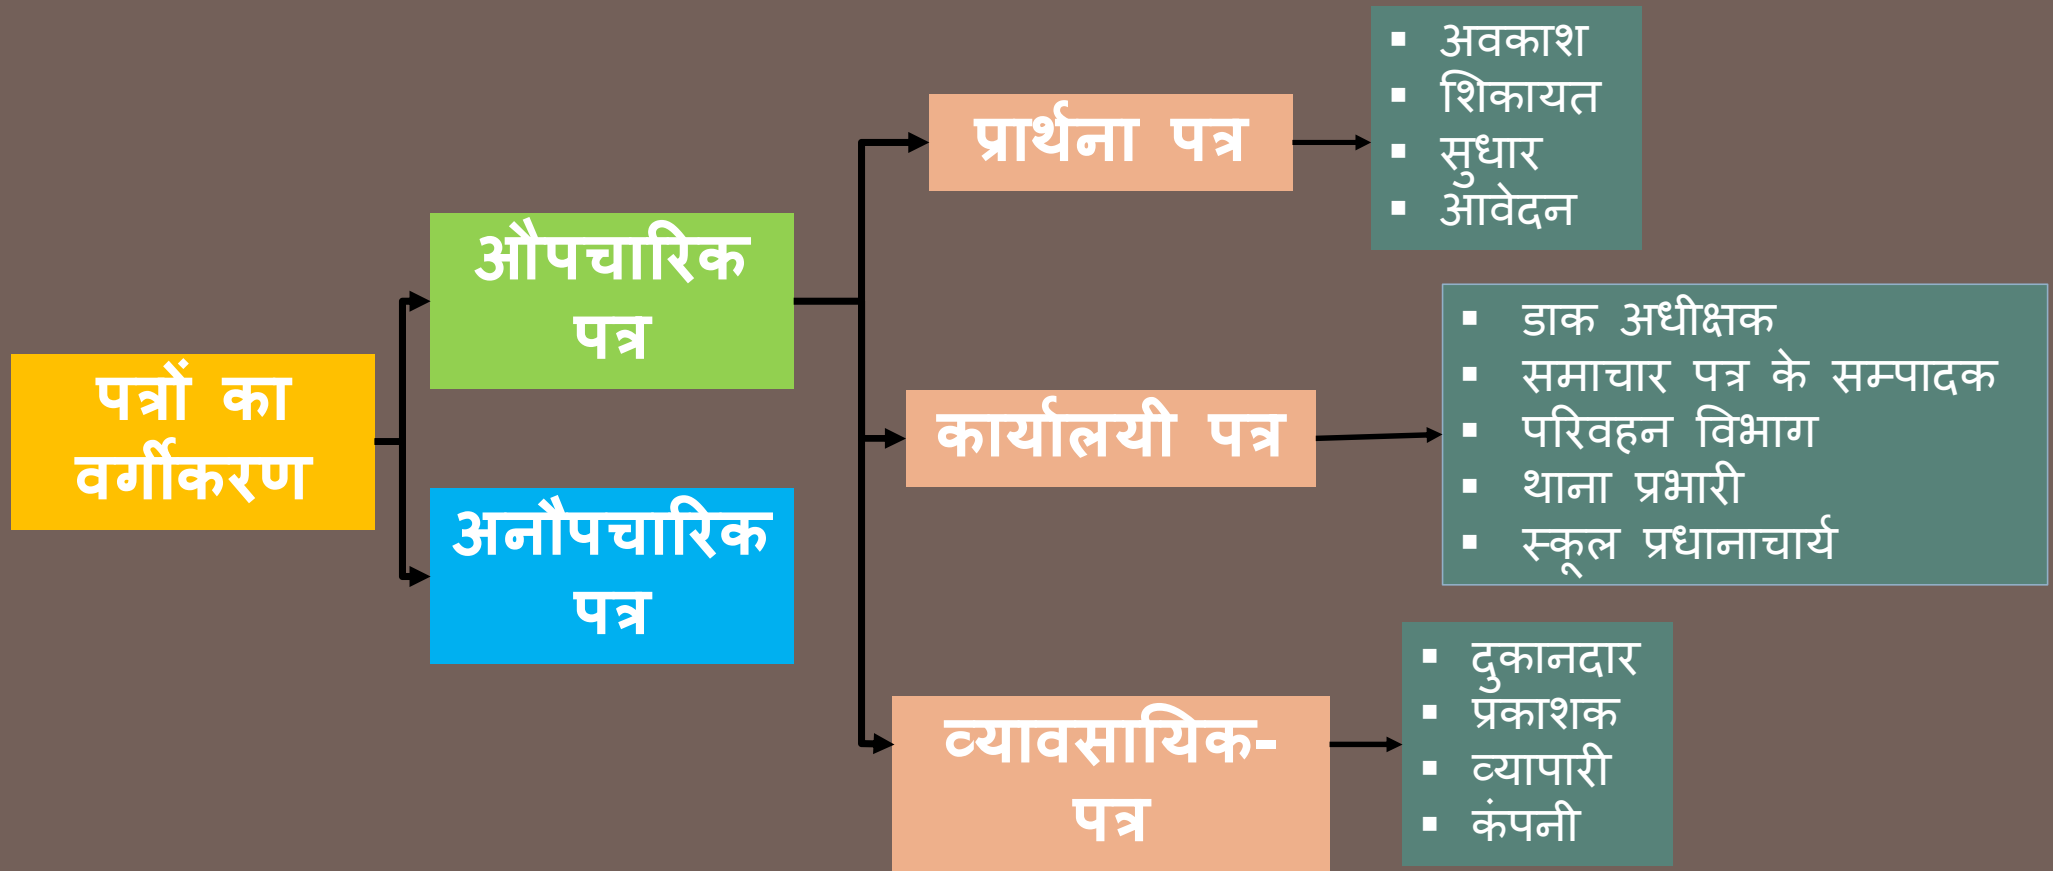 पत्रों का
वर्गीकरण
औपचारिक
पत्र
अनौपचारिक
पत्र
प्रार्थना पत्र
▪ अवकाश
▪ शिकायत
▪ सुधार
▪ आवेदन
कार्यालयी पत्र
▪ डाक अधीक्षक
▪ समाचार पत्र के सम्पादक
▪ परिवहन विभाग
▪ थाना प्रभारी
▪ स्कूल प्रधानाचार्य
व्यावसायिक-
पत्र
▪ दुकानदार
▪ प्रकाशक
▪ व्यापारी
▪ कंपनी